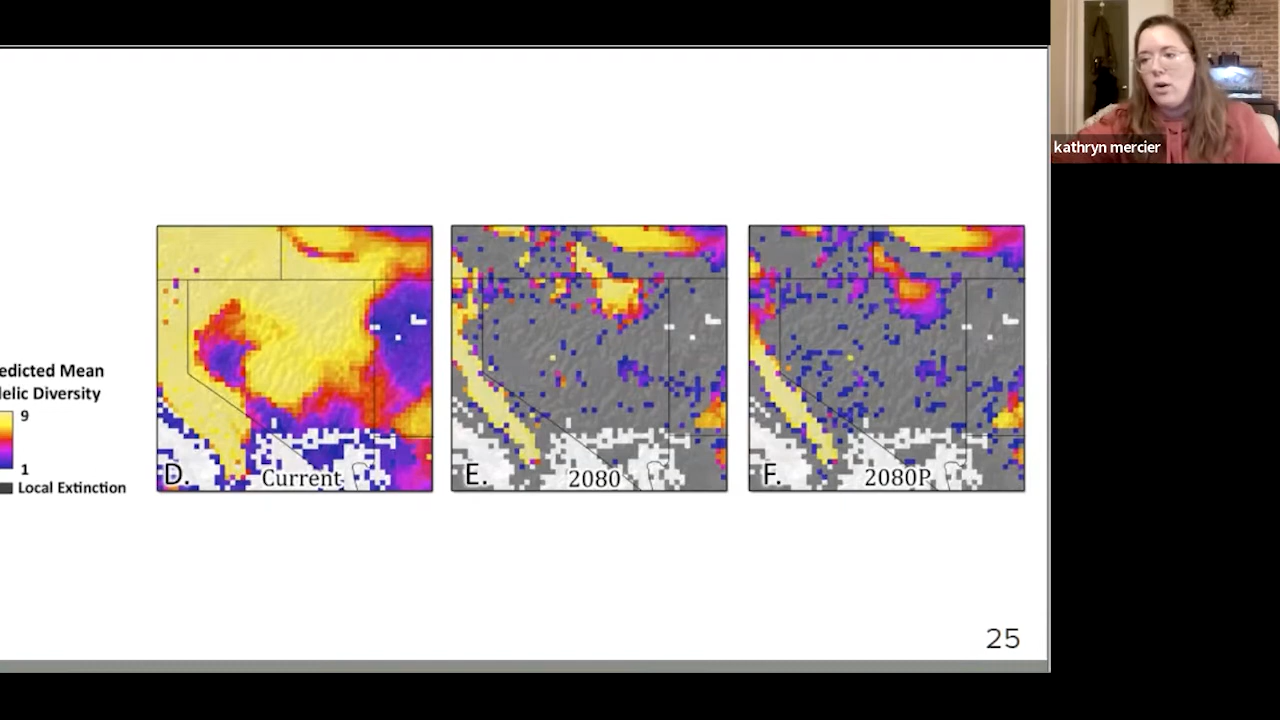 kathryn mercier
edicted Mean
lelic Diversity
9
1
Local Extinction
D.
Current
E.
2080
F.
2080P
25